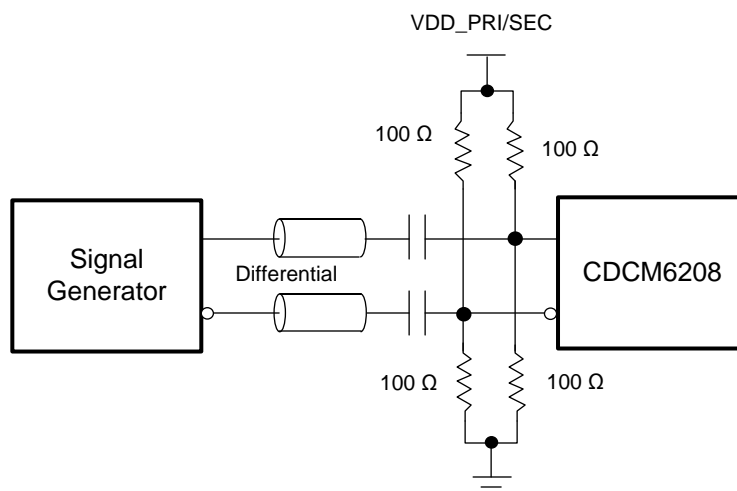 VDD_PRI/SEC
100 Ω
100 Ω
Signal
Generator
Differential
CDCM6208
100 Ω
100 Ω